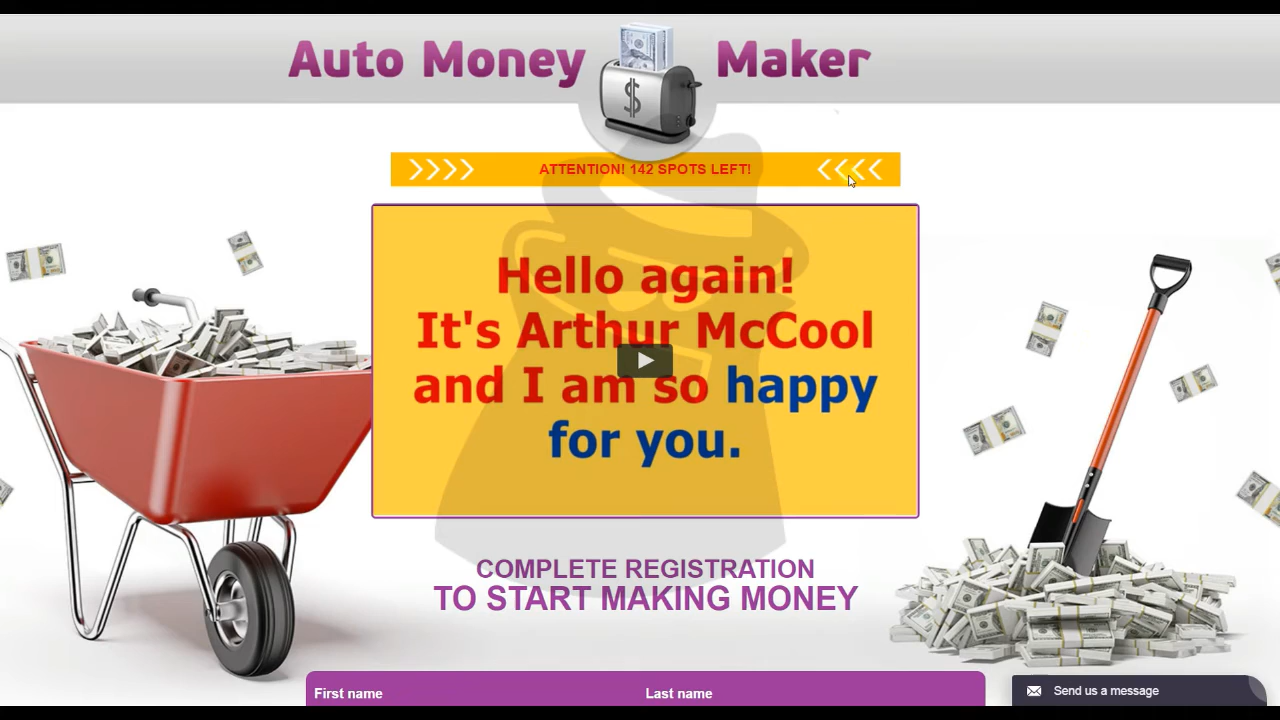 Auto Money Maker
$
ATTENTION! 142 SPOTS LEFT!
Hello again!
It's Arthur McCool
and I am so happy
for you.
COMPLETE REGISTRATION
TO START MAKING MONEY
First name Last name
Send us a message